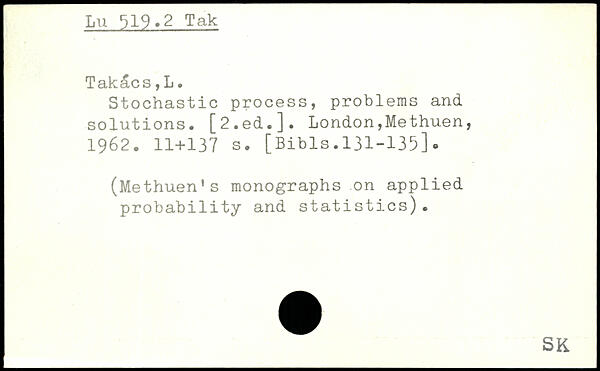 Lu 519.2 Tak
Takács,L.
Stochastic process, problems and
solutions. [2.ed.]. London,Methuen,
1962. 11+137 s. [Bibls.131-135].
(Methuen's monographs on applied
probability and statistics).
SK